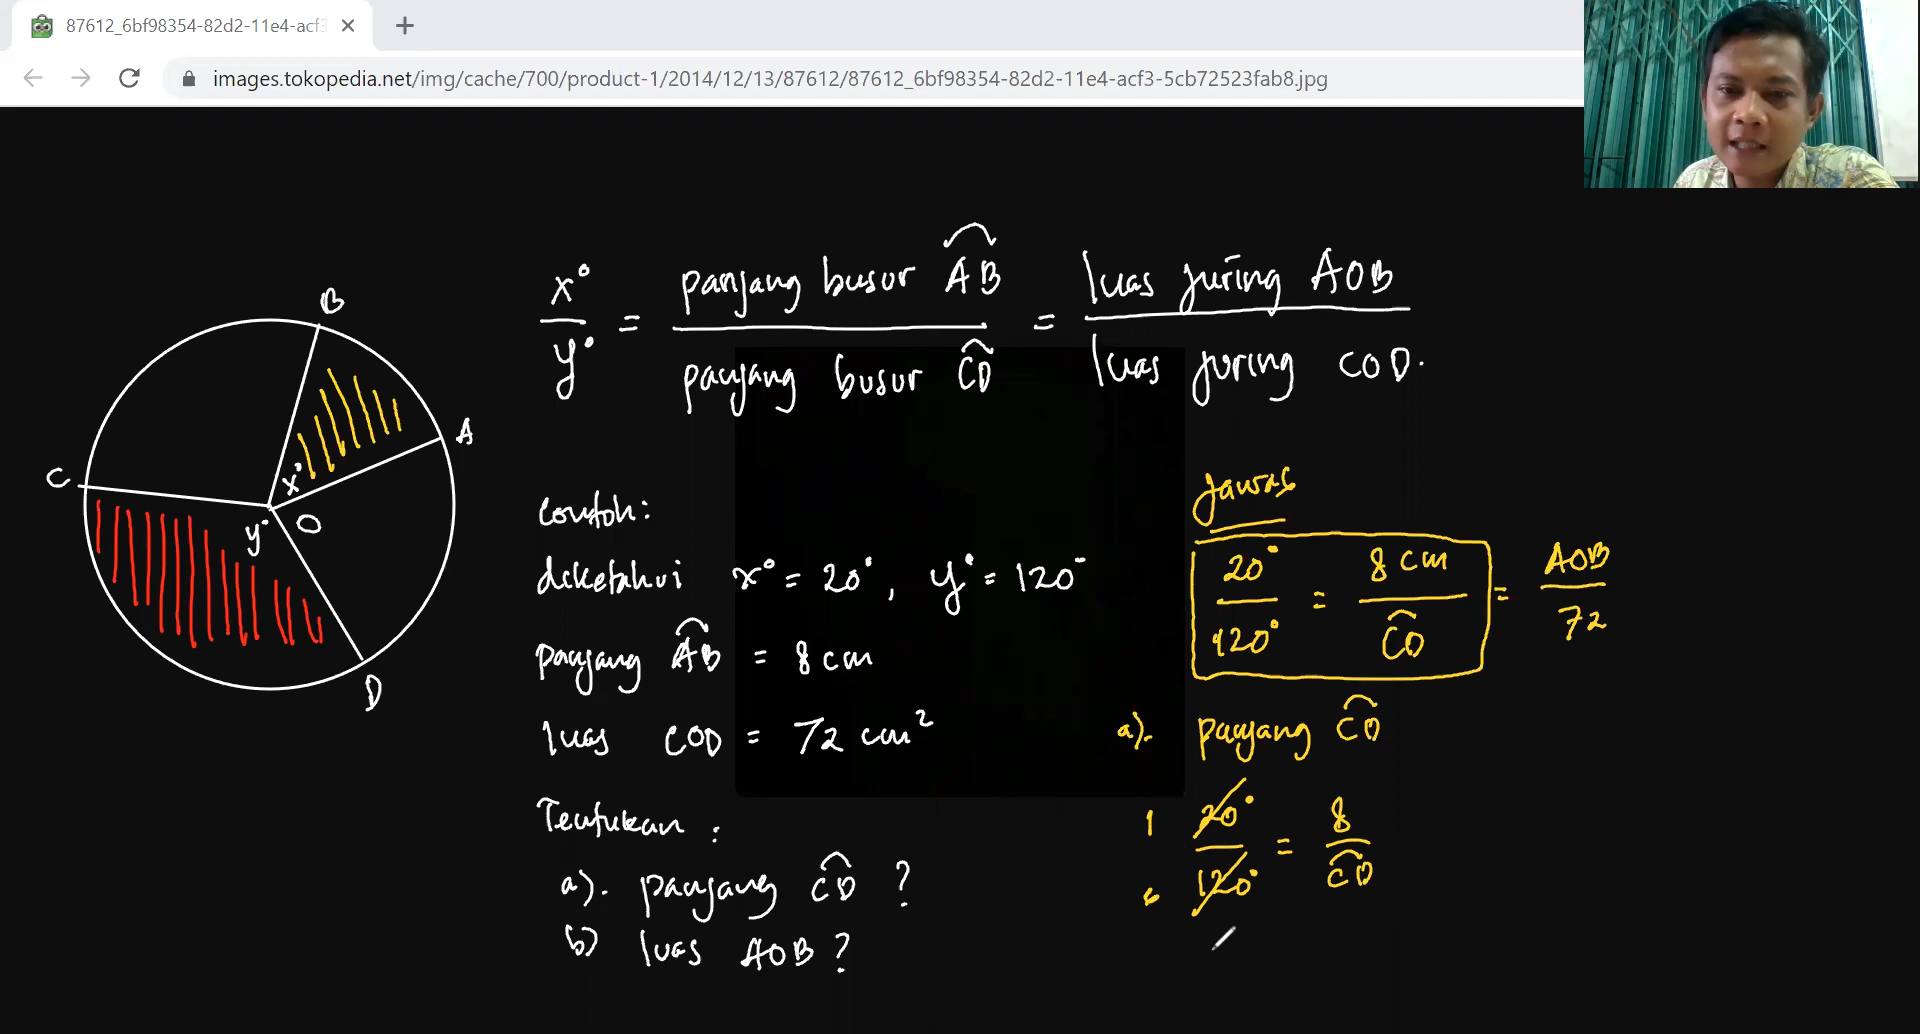 87612_6bf98354-82d2-11e4-acf3
images.tokopedia.net/img/cache/700/product-1/2014/12/13/87612/87612_6bf98354-82d2-11e4-acf3-5cb72523fab8.jpg
x°/y° = panjang busur AB/panjang busur CD = luas juring AOB/luas juring COD.
B
A
C
x°
y°
O
D
Contoh:
diketahui x° = 20°, y° = 120°
panjang AB = 8 cm
luas COD = 72 cm²
Tentukan :
a). panjang CD ?
b) luas AOB ?
Jawab
20°/120° = 8 cm/CD = AOB/72
a). panjang CD
1 20°/6 120° = 8/CD